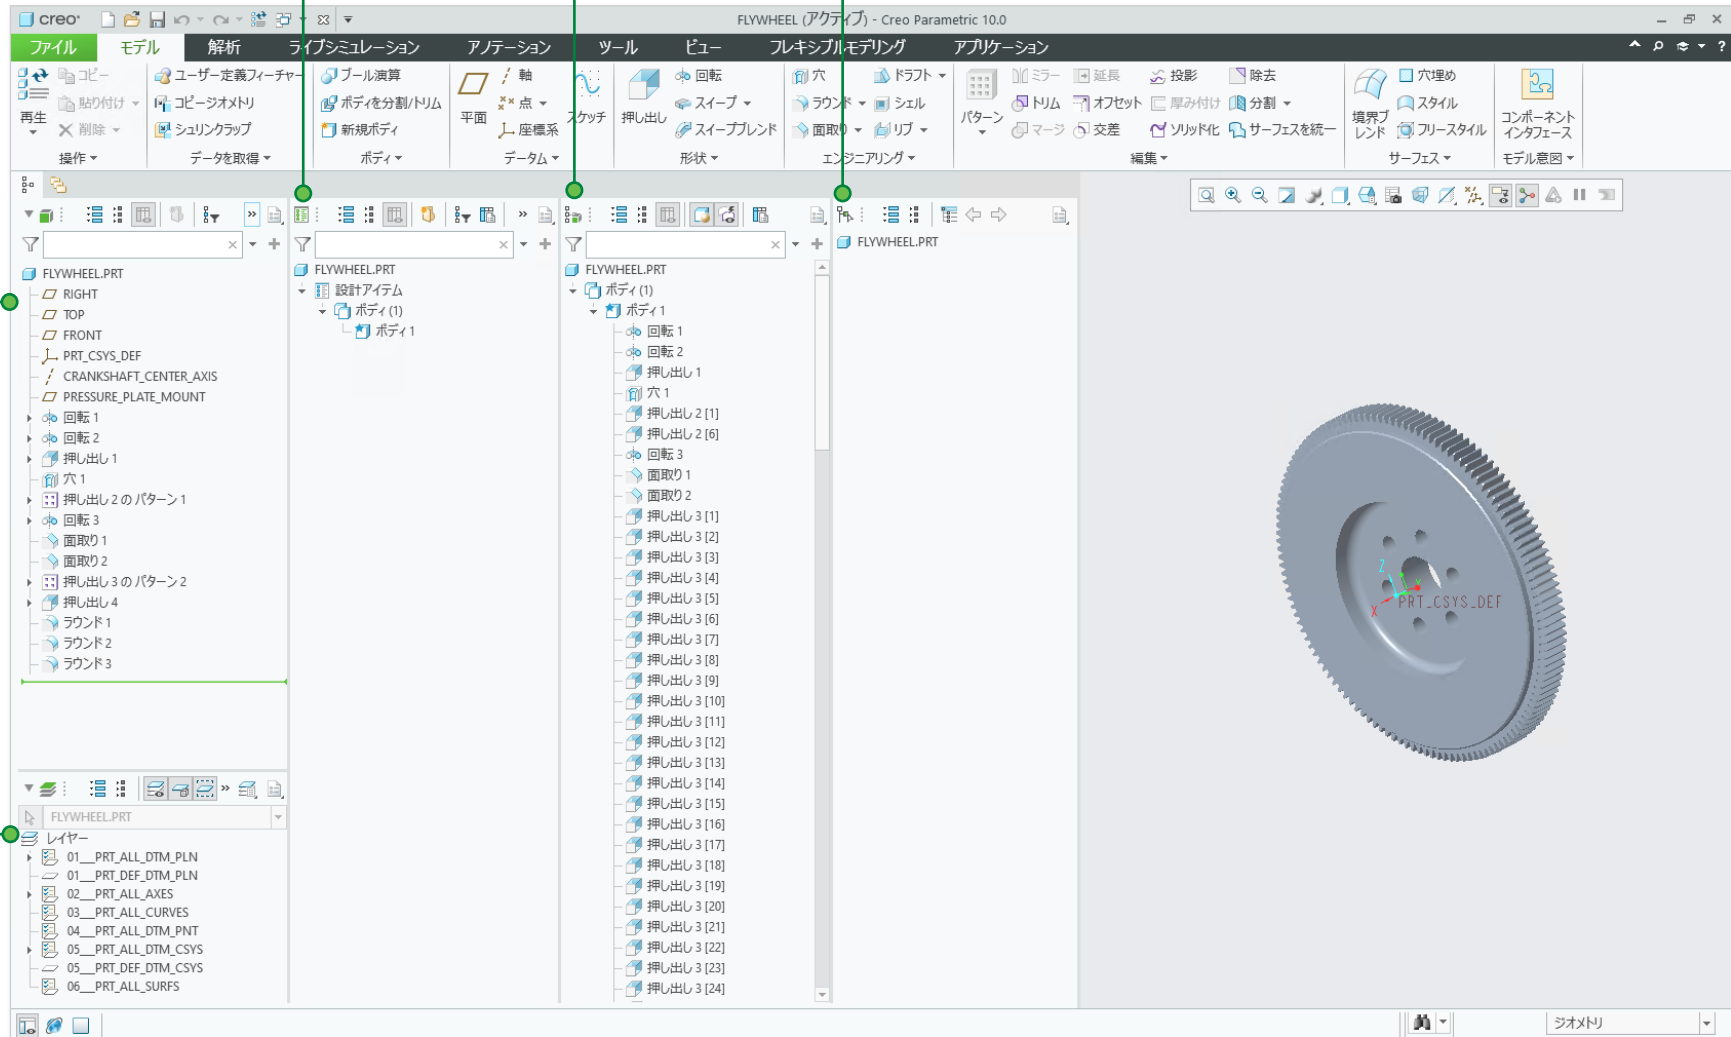 creo
FLYWHEEL (アクティブ) - Creo Parametric 10.0
ファイル モデル 解析 ライブシミュレーション アノテーション ツール ビュー フレキシブルモデリング アプリケーション
再生
コピー
貼り付け
削除
操作
ユーザー定義フィーチャー
コピージオメトリ
シュリンクラップ
データを取得
ブール演算
ボディを分割/トリム
新規ボディ
ボディ
平面
軸
点
座標系
スケッチ
データム
押し出し
回転
スイープ
スイープブレンド
形状
穴
ラウンド
面取り
ドラフト
シェル
リブ
エンジニアリング
パターン
ミラー
トリム
マージ
延長
オフセット
交差
投影
厚み付け
ソリッド化
除去
分割
サーフェスを統一
編集
境界ブ
レンド
穴埋め
スタイル
フリースタイル
サーフェス
コンポーネント
インタフェース
モデル意図
FLYWHEEL.PRT
RIGHT
TOP
FRONT
PRT_CSYS_DEF
CRANKSHAFT_CENTER_AXIS
PRESSURE_PLATE_MOUNT
回転 1
回転 2
押し出し 1
穴 1
押し出し 2 のパターン 1
回転 3
面取り 1
面取り 2
押し出し 3 のパターン 2
押し出し 4
ラウンド 1
ラウンド 2
ラウンド 3
FLYWHEEL.PRT
レイヤー
01___PRT_ALL_DTM_PLN
01___PRT_DEF_DTM_PLN
02___PRT_ALL_AXES
03___PRT_ALL_CURVES
04___PRT_ALL_DTM_PNT
05___PRT_ALL_DTM_CSYS
05___PRT_DEF_DTM_CSYS
06___PRT_ALL_SURFS
FLYWHEEL.PRT
設計アイテム
ボディ (1)
ボディ 1
FLYWHEEL.PRT
ボディ (1)
ボディ 1
回転 1
回転 2
押し出し 1
穴 1
押し出し 2 [1]
押し出し 2 [6]
回転 3
面取り 1
面取り 2
押し出し 3 [1]
押し出し 3 [2]
押し出し 3 [3]
押し出し 3 [4]
押し出し 3 [5]
押し出し 3 [6]
押し出し 3 [7]
押し出し 3 [8]
押し出し 3 [9]
押し出し 3 [10]
押し出し 3 [11]
押し出し 3 [12]
押し出し 3 [13]
押し出し 3 [14]
押し出し 3 [15]
押し出し 3 [16]
押し出し 3 [17]
押し出し 3 [18]
押し出し 3 [19]
押し出し 3 [20]
押し出し 3 [21]
押し出し 3 [22]
押し出し 3 [23]
押し出し 3 [24]
FLYWHEEL.PRT
Z
Y
X
PRT_CSYS_DEF
ジオメトリ